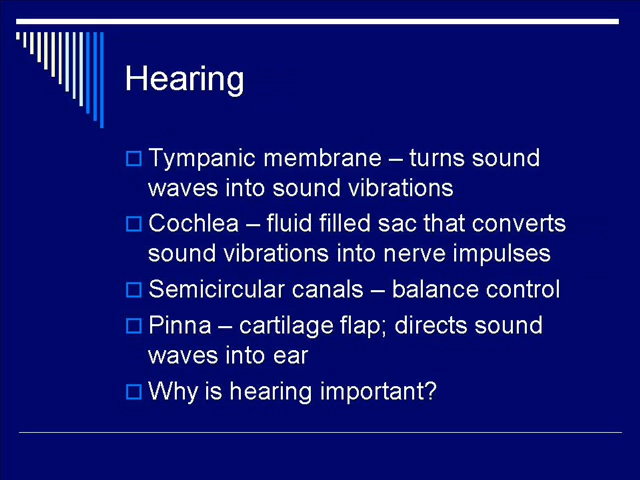 Hearing
Tympanic membrane – turns sound
waves into sound vibrations
Cochlea – fluid filled sac that converts
sound vibrations into nerve impulses
Semicircular canals – balance control
Pinna – cartilage flap; directs sound
waves into ear
Why is hearing important?